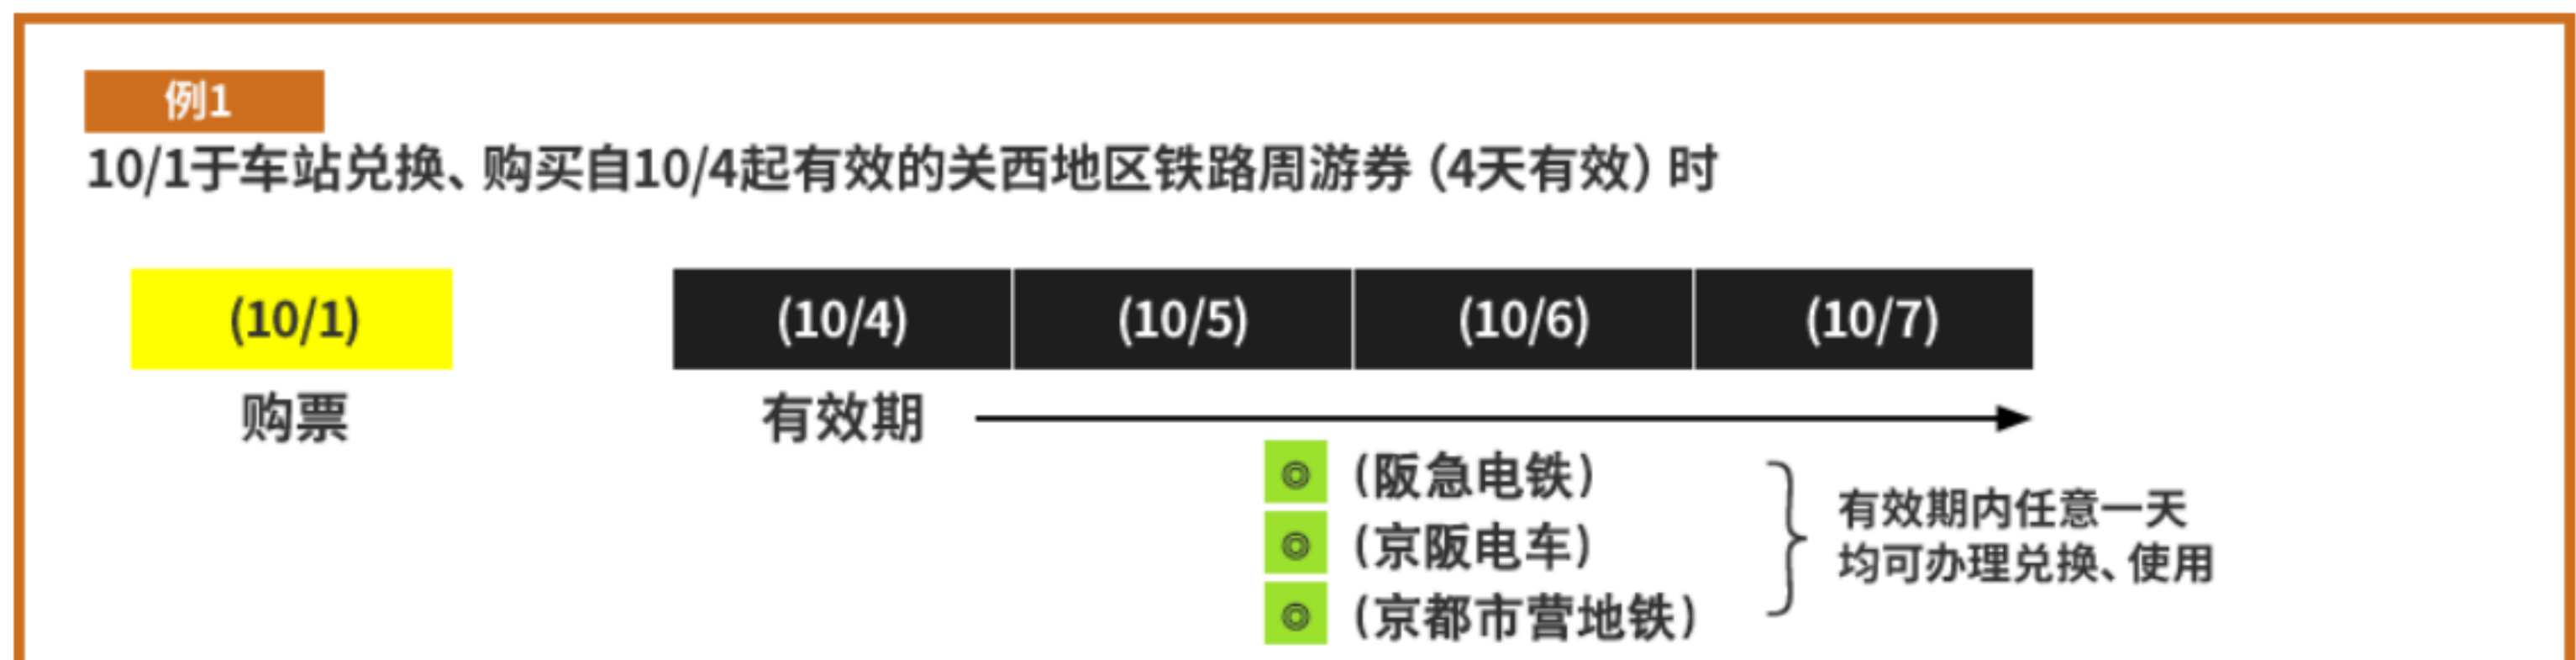 例1
10/1于车站兑换、购买自10/4起有效的关西地区铁路周游券（4天有效）时
(10/1) (10/4) (10/5) (10/6) (10/7)
购票 有效期
◎（阪急电铁）
◎（京阪电车）
◎（京都市营地铁）
有效期内任意一天
均可办理兑换、使用